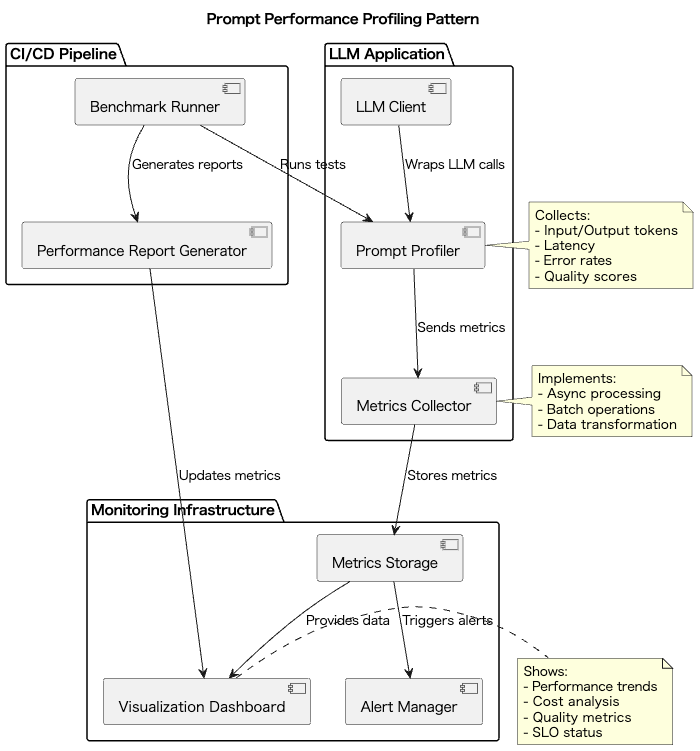 Prompt Performance Profiling Pattern
CI/CD Pipeline
LLM Application
Benchmark Runner
LLM Client
Generates reports
Runs tests
Wraps LLM calls
Performance Report Generator
Prompt Profiler
Collects:
- Input/Output tokens
- Latency
- Error rates
- Quality scores
Sends metrics
Metrics Collector
Implements:
- Async processing
- Batch operations
- Data transformation
Updates metrics
Stores metrics
Monitoring Infrastructure
Metrics Storage
Provides data
Triggers alerts
Visualization Dashboard
Alert Manager
Shows:
- Performance trends
- Cost analysis
- Quality metrics
- SLO status